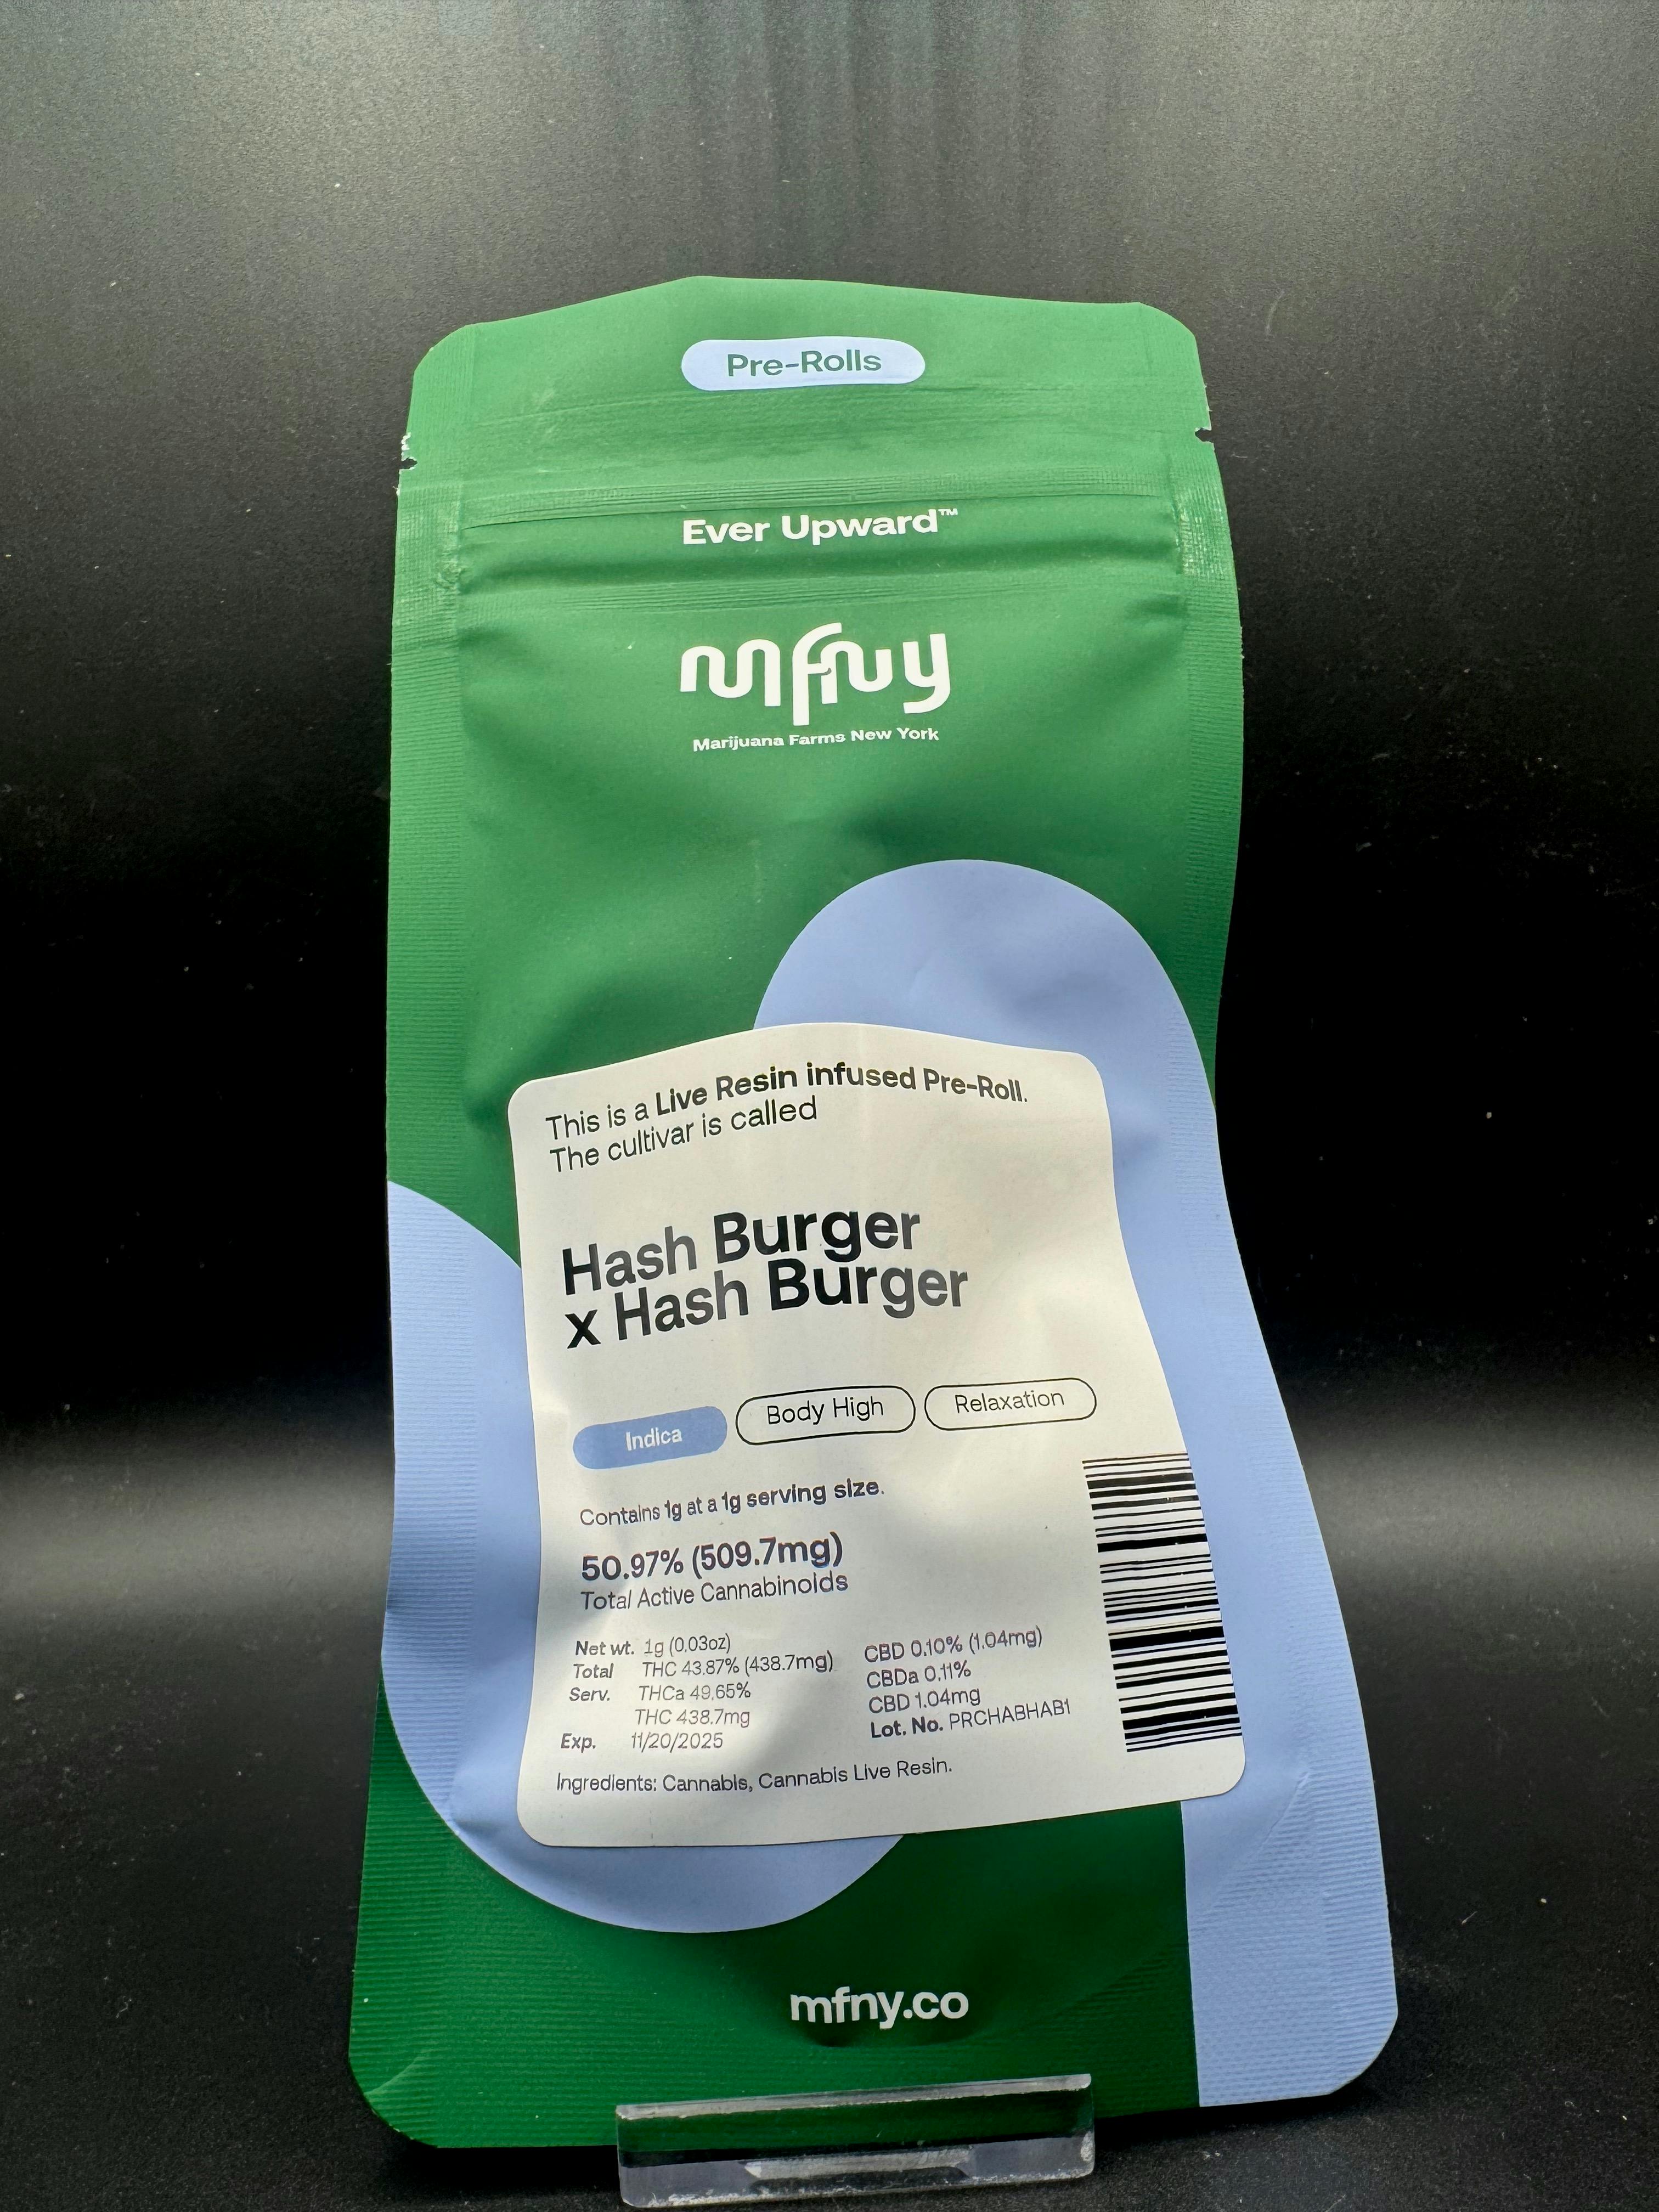 Pre-Rolls
Ever Upward™
mfny
Marijuana Farms New York
This is a Live Resin infused Pre-Roll.
The cultivar is called
Hash Burger
x Hash Burger
Indica
Body High
Relaxation
Contains 1g at a 1g serving size.
50.97% (509.7mg)
Total Active Cannabinoids
Net wt. 1g (0.03oz)
Total THC 43.87% (438.7mg)
Serv. THCa 49.65%
THC 438.7mg
Exp. 11/20/2025
CBD 0.10% (1.04mg)
CBDa 0.11%
CBD 1.04mg
Lot. No. PRCHABHAB1
Ingredients: Cannabis, Cannabis Live Resin.
mfny.co